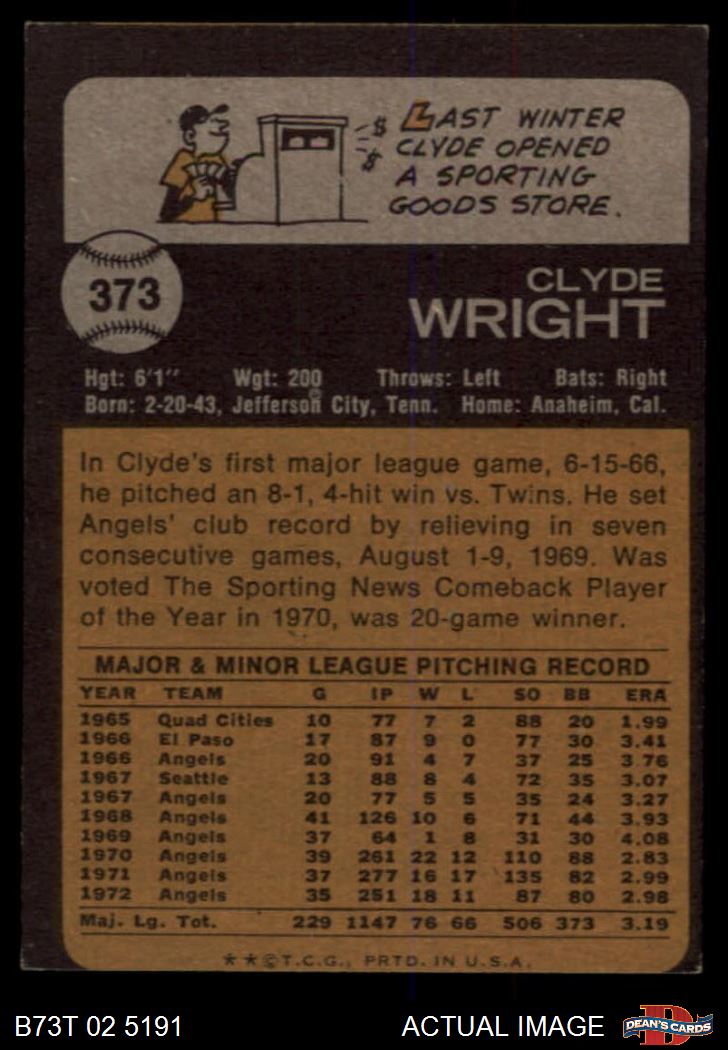 LAST WINTER
CLYDE OPENED
A SPORTING
GOODS STORE.
$
$
373
CLYDE
WRIGHT
Hgt: 6'1" Wgt: 200 Throws: Left Bats: Right
Born: 2-20-43, Jefferson City, Tenn. Home: Anaheim, Cal.
In Clyde's first major league game, 6-15-66,
he pitched an 8-1, 4-hit win vs. Twins. He set
Angels' club record by relieving in seven
consecutive games, August 1-9, 1969. Was
voted The Sporting News Comeback Player
of the Year in 1970, was 20-game winner.
MAJOR & MINOR LEAGUE PITCHING RECORD
YEAR TEAM G IP W L SO BB ERA
1965 Quad Cities 10 77 7 2 88 20 1.99
1966 El Paso 17 87 9 0 77 30 3.41
1966 Angels 20 91 4 7 37 25 3.76
1967 Seattle 13 88 8 4 72 35 3.07
1967 Angels 20 77 5 5 35 24 3.27
1968 Angels 41 126 10 6 71 44 3.93
1969 Angels 37 64 1 8 31 30 4.08
1970 Angels 39 261 22 12 110 88 2.83
1971 Angels 37 277 16 17 135 82 2.99
1972 Angels 35 251 18 11 87 80 2.98
Maj. Lg. Tot. 229 1147 76 66 506 373 3.19
**©T.C.G., PRTD. IN U.S.A.
B73T 02 5191 ACTUAL IMAGE DEAN'S CARDS